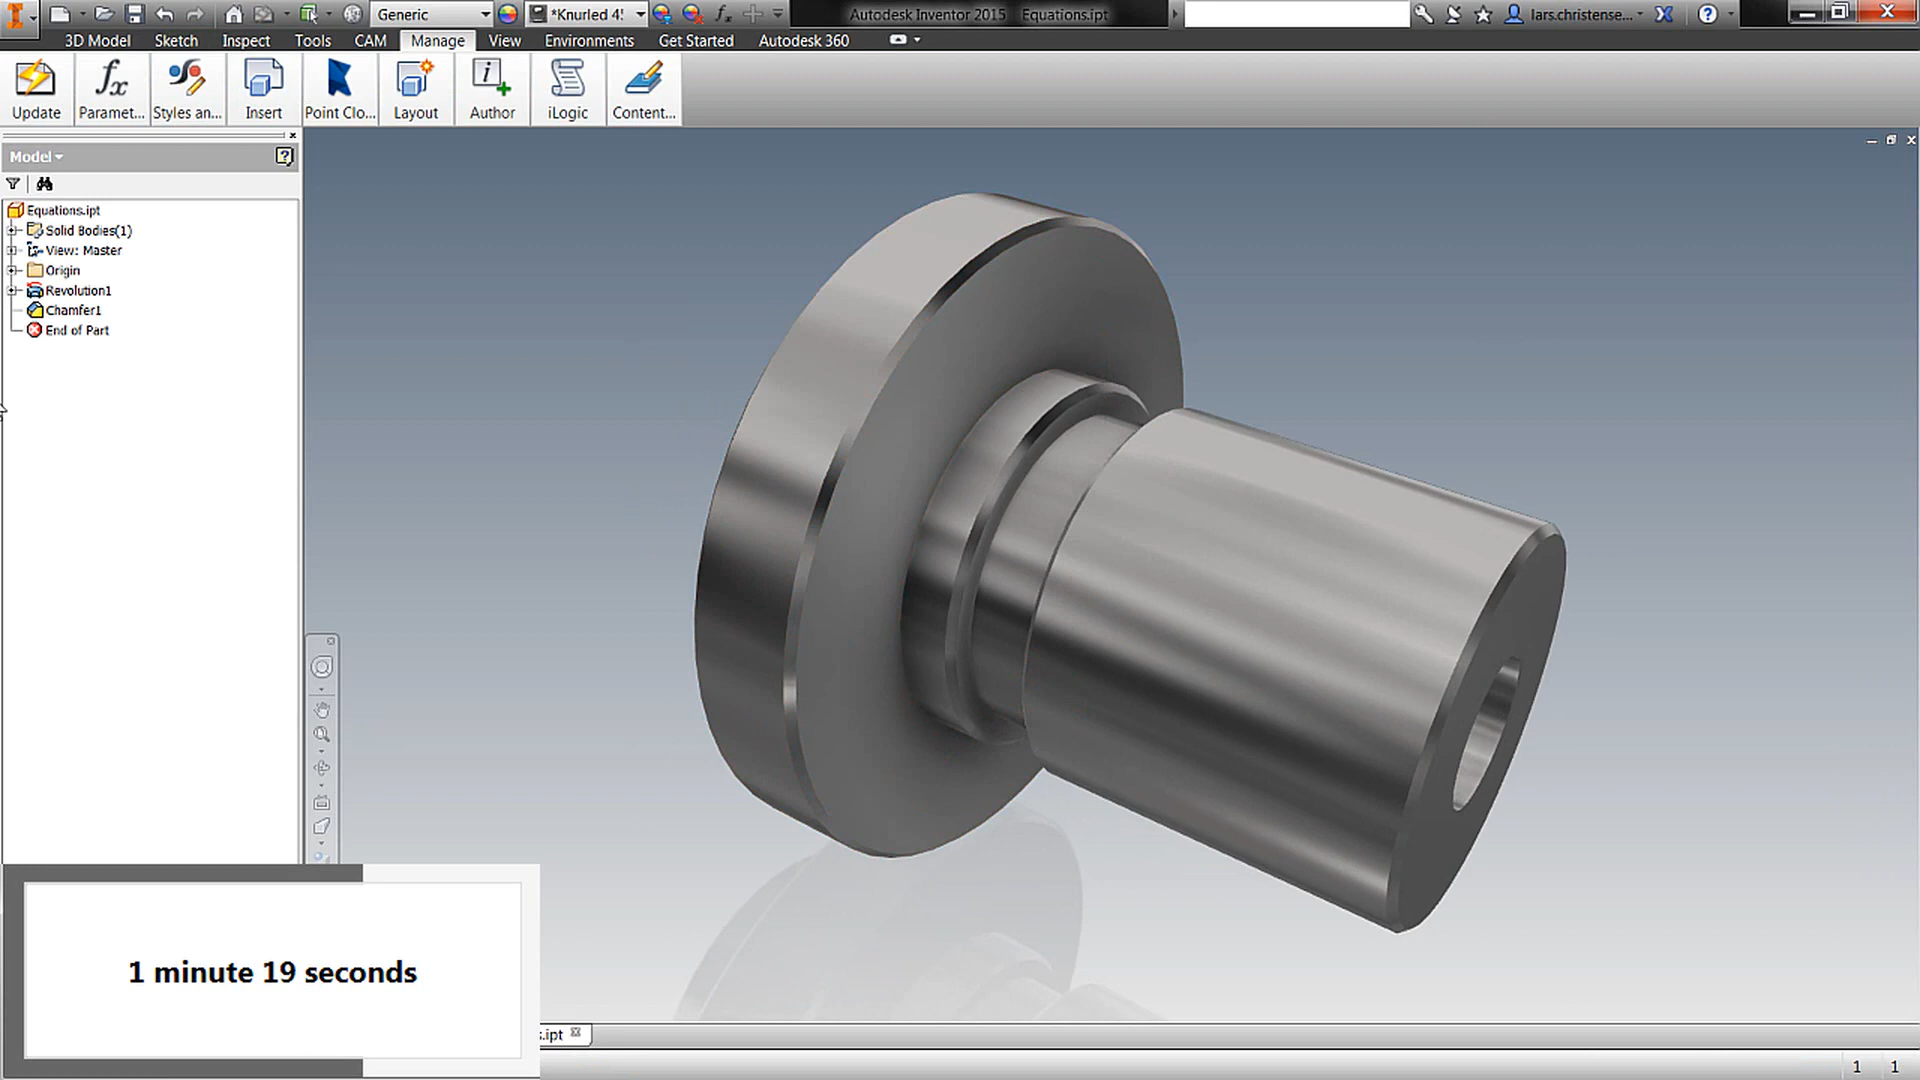 Generic
*Knurled 4!
Autodesk Inventor 2015 Equations.ipt
lars.christense...
3D Model Sketch Inspect Tools CAM Manage View Environments Get Started Autodesk 360
Update Paramet... Styles an... Insert Point Clo... Layout Author iLogic Content...
Model
Equations.ipt
Solid Bodies(1)
View: Master
Origin
Revolution1
Chamfer1
End of Part
1 minute 19 seconds
s.ipt
1 1